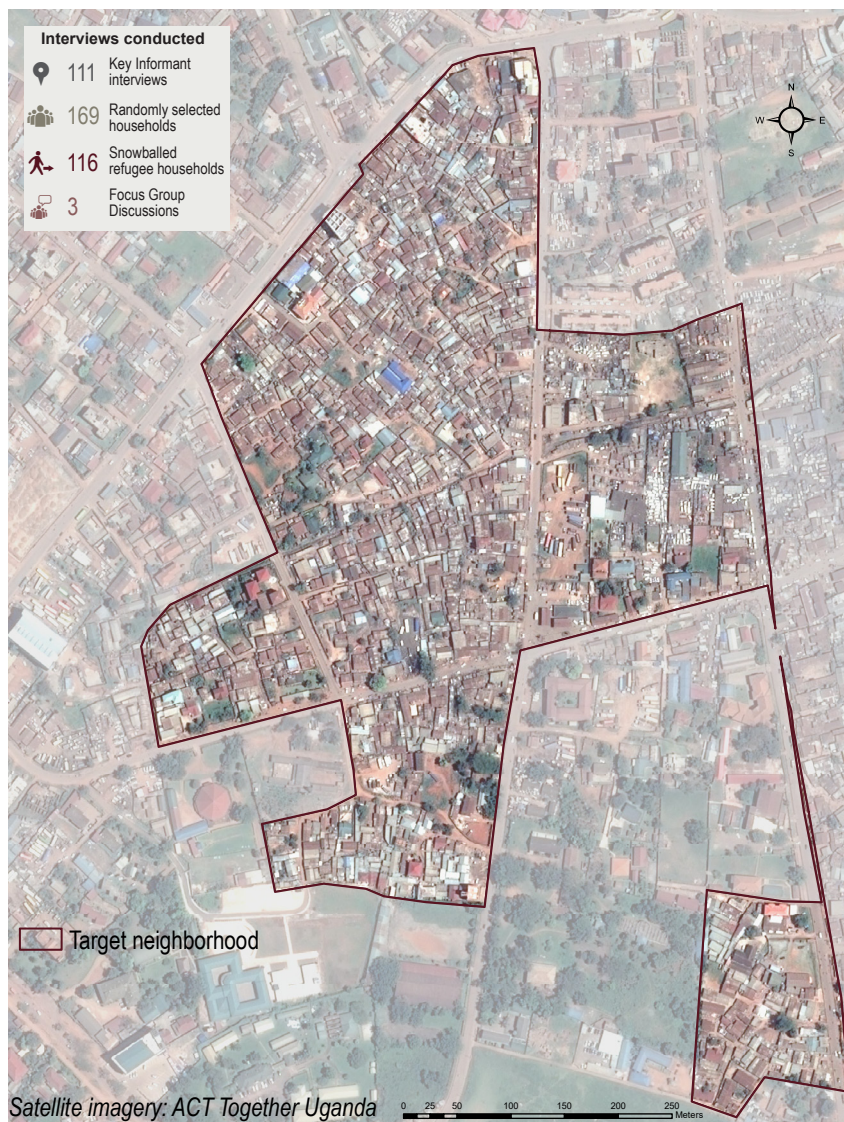 Interviews conducted
111 Key Informant
interviews
169 Randomly selected
households
116 Snowballed
refugee households
3 Focus Group
Discussions
N
W E
S
Target neighborhood
Satellite imagery: ACT Together Uganda
0 25 50 100 150 200 250
Meters